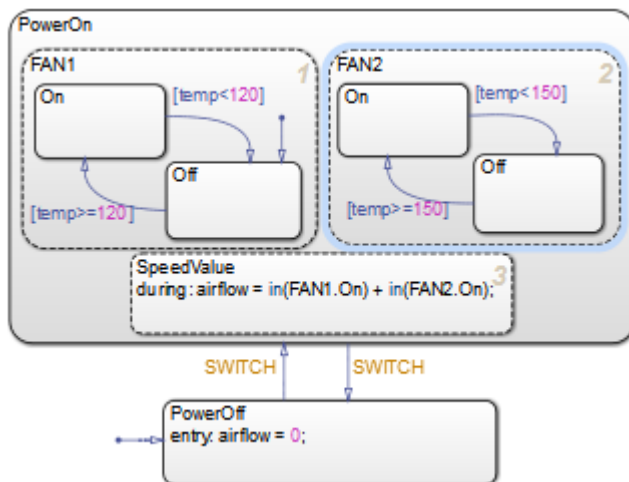 PowerOn
FAN1
1
On
[temp<120]
Off
[temp>=120]
FAN2
2
On
[temp<150]
Off
[temp>=150]
SpeedValue
3
during: airflow = in(FAN1.On) + in(FAN2.On);
SWITCH
SWITCH
PowerOff
entry: airflow = 0;